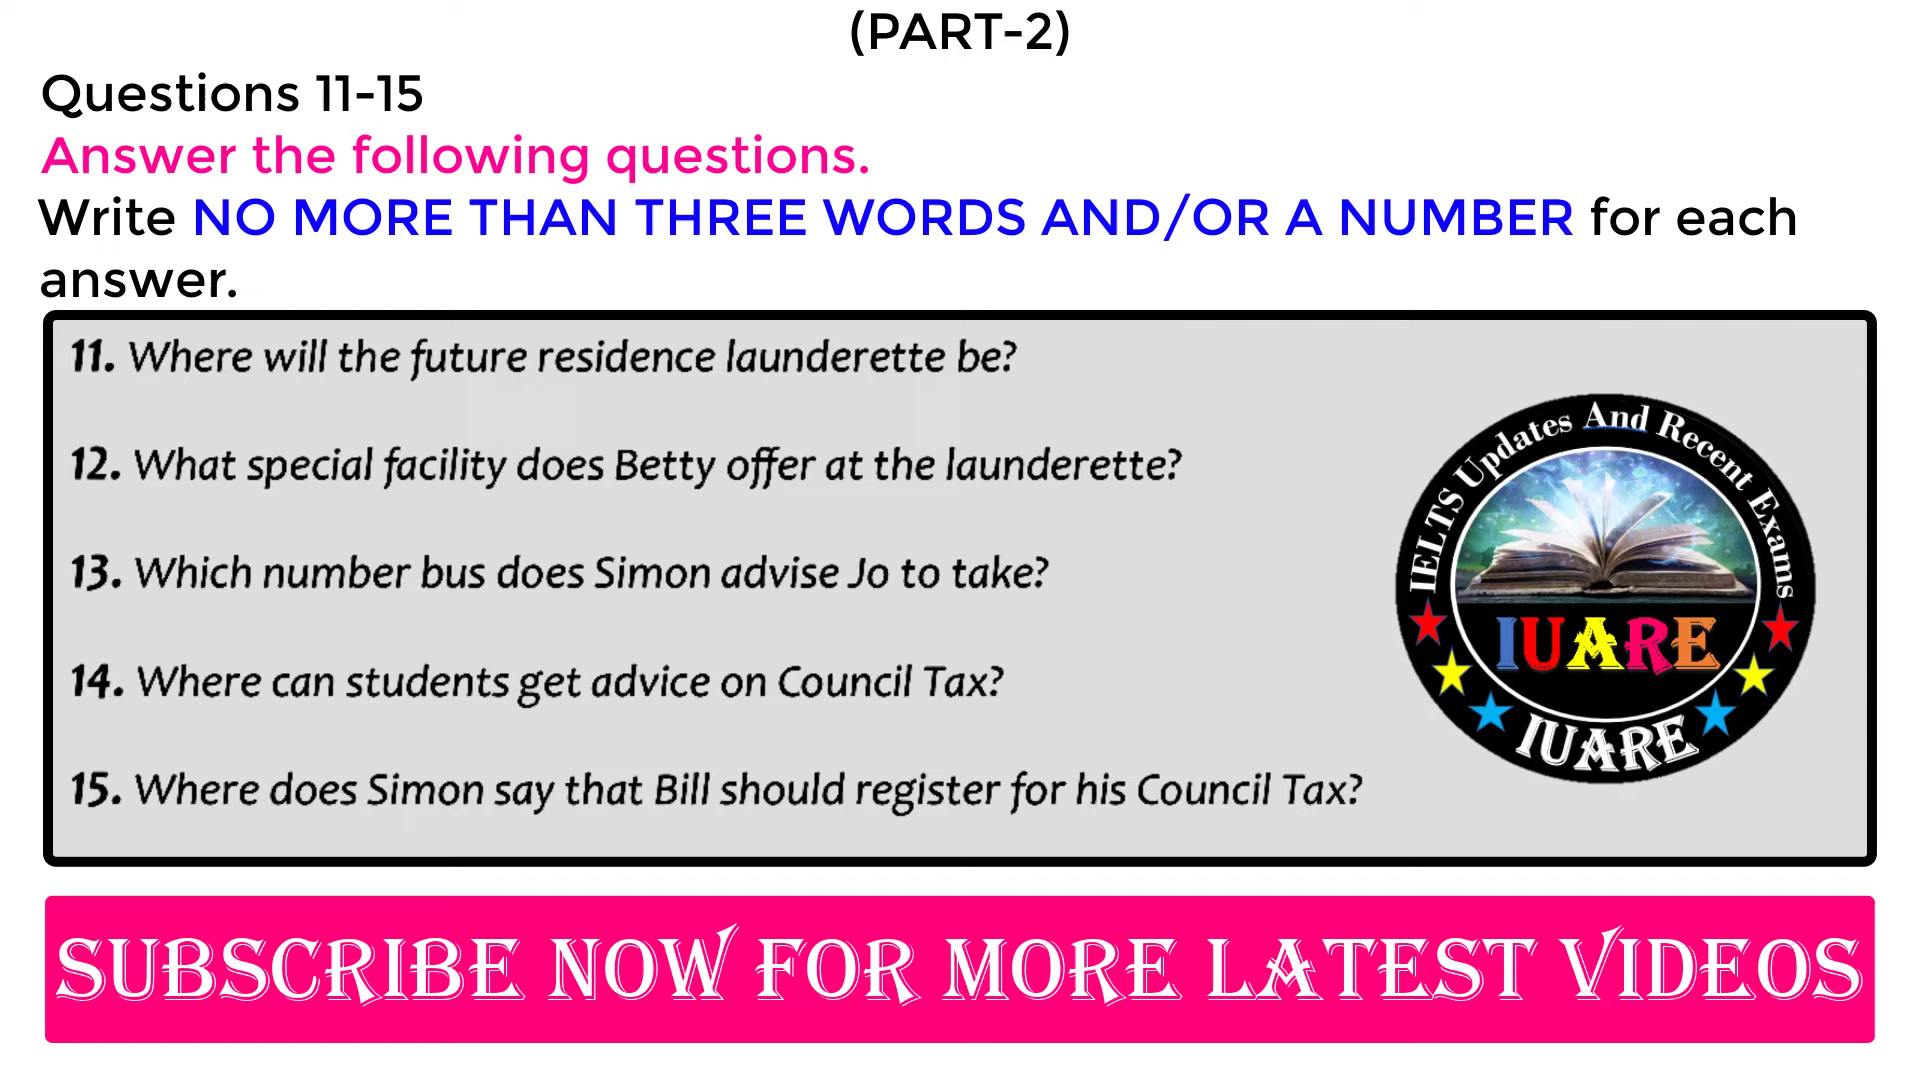 (PART-2)
Questions 11-15
Answer the following questions.
Write NO MORE THAN THREE WORDS AND/OR A NUMBER for each
answer.
11. Where will the future residence launderette be?
12. What special facility does Betty offer at the launderette?
13. Which number bus does Simon advise Jo to take?
14. Where can students get advice on Council Tax?
15. Where does Simon say that Bill should register for his Council Tax?
IELTS Updates And Recent Exams
IUARE
IUARE
SUBSCRIBE NOW FOR MORE LATEST VIDEOS